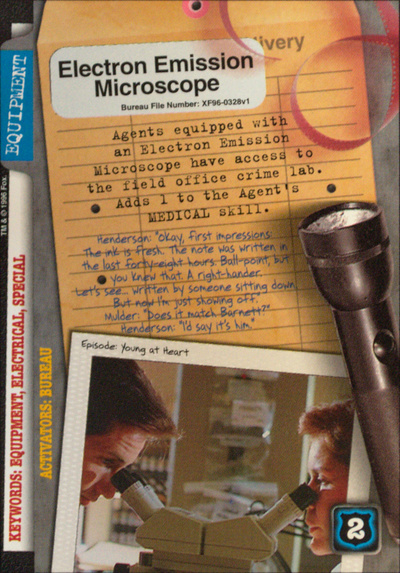 livery
Electron Emission
Microscope
Bureau File Number: XF96-0328v1
Agents equipped with
an Electron Emission
Microscope have access to
the field office crime lab.
Adds 1 to the Agent's
MEDICAL skill.
Henderson: "Okay, first impressions:
The ink is fresh. The note was written in
the last forty-eight hours. Ball-point, but
you knew that. A right-hander.
Let's see... written by someone sitting down.
But now I'm just showing off."
Mulder: "Does it match Barnett?"
Henderson: "I'd say it's him."
Episode: Young at Heart
2
EQUIPMENT
TM & © 1996 Fox.
KEYWORDS: EQUIPMENT, ELECTRICAL, SPECIAL
ACTIVATORS: BUREAU